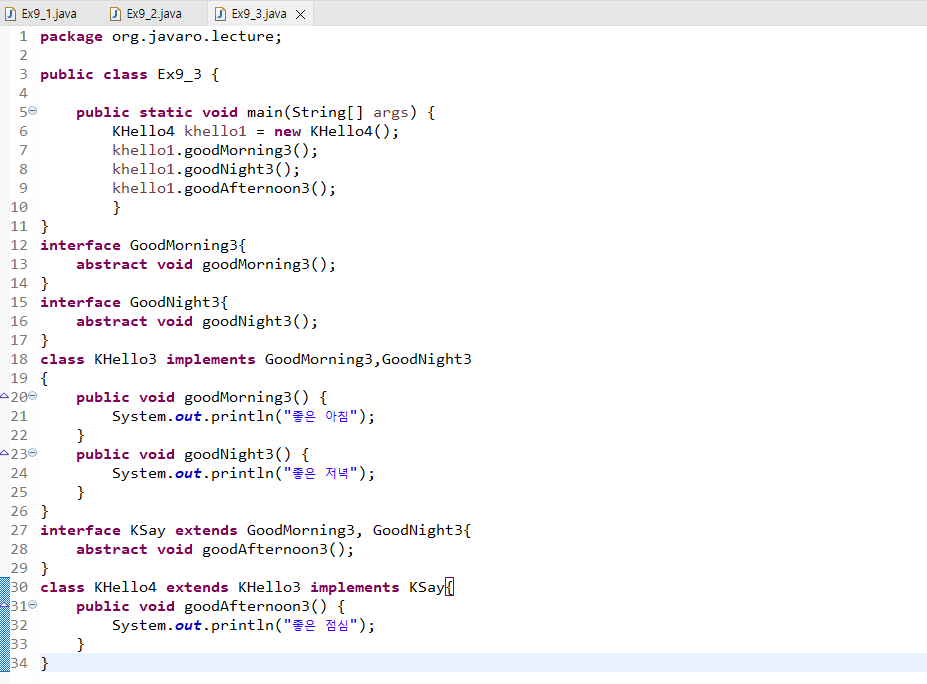 Ex9_1.java Ex9_2.java Ex9_3.java
1 package org.javaro.lecture;
2
3 public class Ex9_3 {
4
5     public static void main(String[] args) {
6         KHello4 khello1 = new KHello4();
7         khello1.goodMorning3();
8         khello1.goodNight3();
9         khello1.goodAfternoon3();
10         }
11 }
12 interface GoodMorning3{
13     abstract void goodMorning3();
14 }
15 interface GoodNight3{
16     abstract void goodNight3();
17 }
18 class KHello3 implements GoodMorning3,GoodNight3
19 {
20     public void goodMorning3() {
21         System.out.println("좋은 아침");
22     }
23     public void goodNight3() {
24         System.out.println("좋은 저녁");
25     }
26 }
27 interface KSay extends GoodMorning3, GoodNight3{
28     abstract void goodAfternoon3();
29 }
30 class KHello4 extends KHello3 implements KSay{
31     public void goodAfternoon3() {
32         System.out.println("좋은 점심");
33     }
34 }